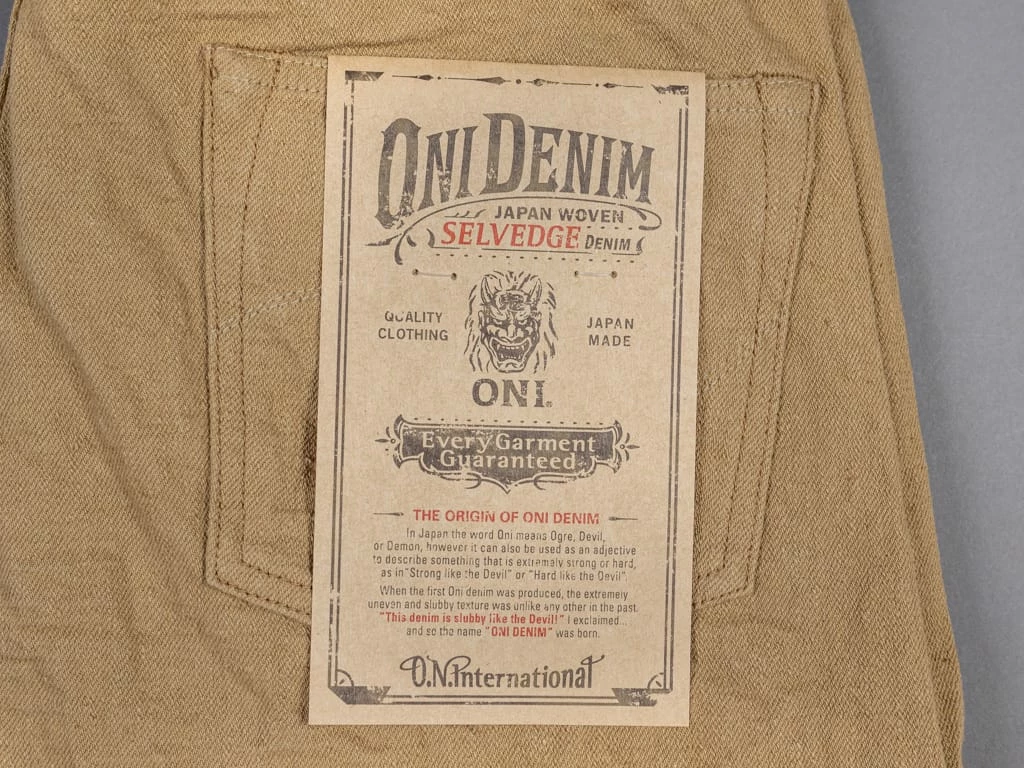 ONI DENIM
JAPAN WOVEN
SELVEDGE DENIM
QUALITY
CLOTHING
JAPAN
MADE
ONI®
Every Garment
Guaranteed
THE ORIGIN OF ONI DENIM
In Japan the word Oni means Ogre, Devil,
or Demon, however it can also be used as an adjective
to describe something that is extremely strong or hard,
as in "Strong like the Devil" or "Hard like the Devil".
When the first Oni denim was produced, the extremely
uneven and slubby texture was unlike any other in the past.
"This denim is slubby like the Devil!" I exclaimed...
and so the name "ONI DENIM" was born.
O.N.International